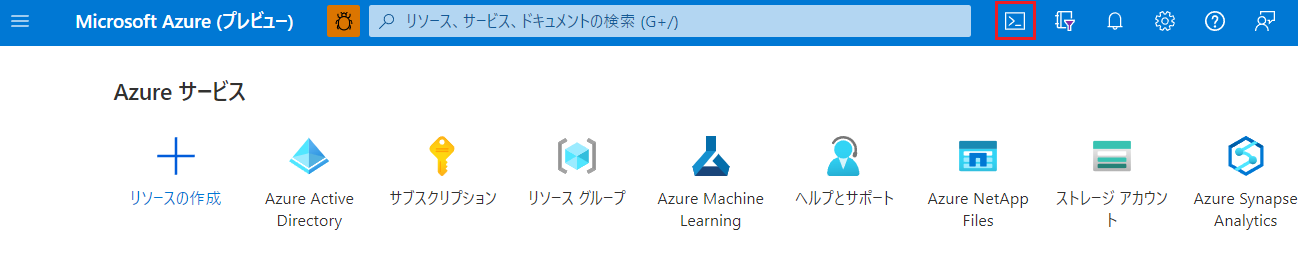 Microsoft Azure (プレビュー)
リソース、サービス、ドキュメントの検索 (G+/)
Azure サービス
リソースの作成
Azure Active
Directory
サブスクリプション
リソース グループ
Azure Machine
Learning
ヘルプとサポート
Azure NetApp
Files
ストレージ アカウン
ト
Azure Synapse
Analytics